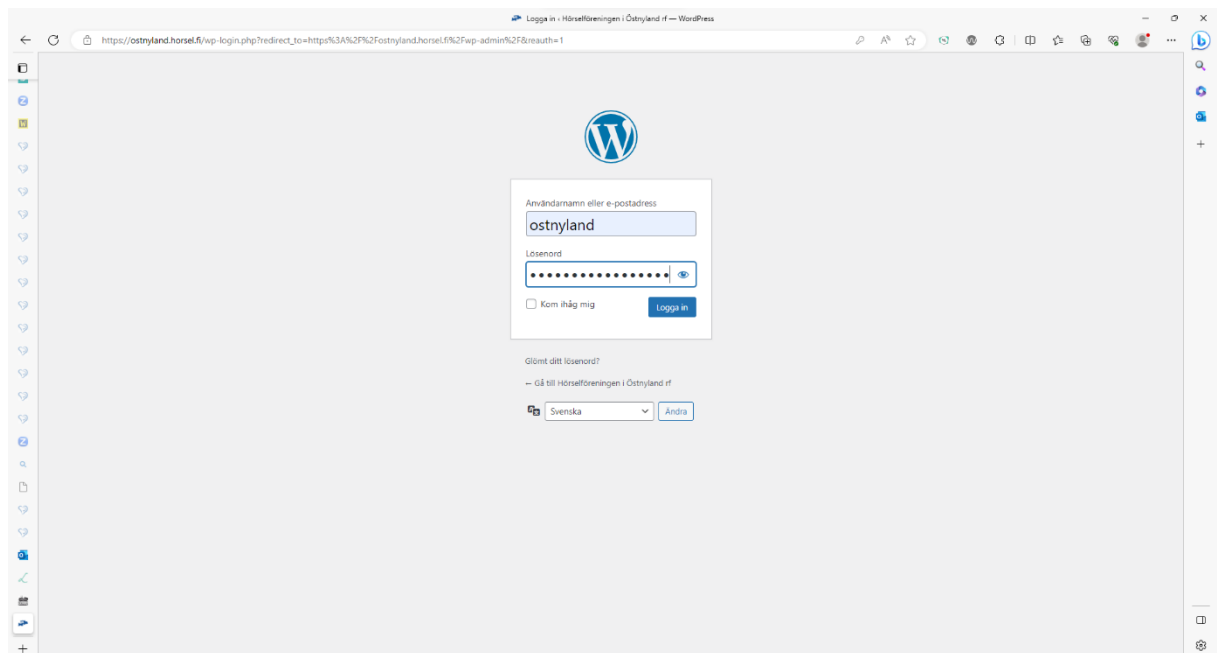 Logga in ‹ Hörselföreningen i Östnyland rf — WordPress
https://ostnyland.horsel.fi/wp-login.php?redirect_to=https%3A%2F%2Fostnyland.horsel.fi%2Fwp-admin%2F&reauth=1
Användarnamn eller e-postadress
ostnyland
Lösenord
•••••••••••••••••
Kom ihåg mig
Logga in
Glömt ditt lösenord?
← Gå till Hörselföreningen i Östnyland rf
Svenska
Ändra